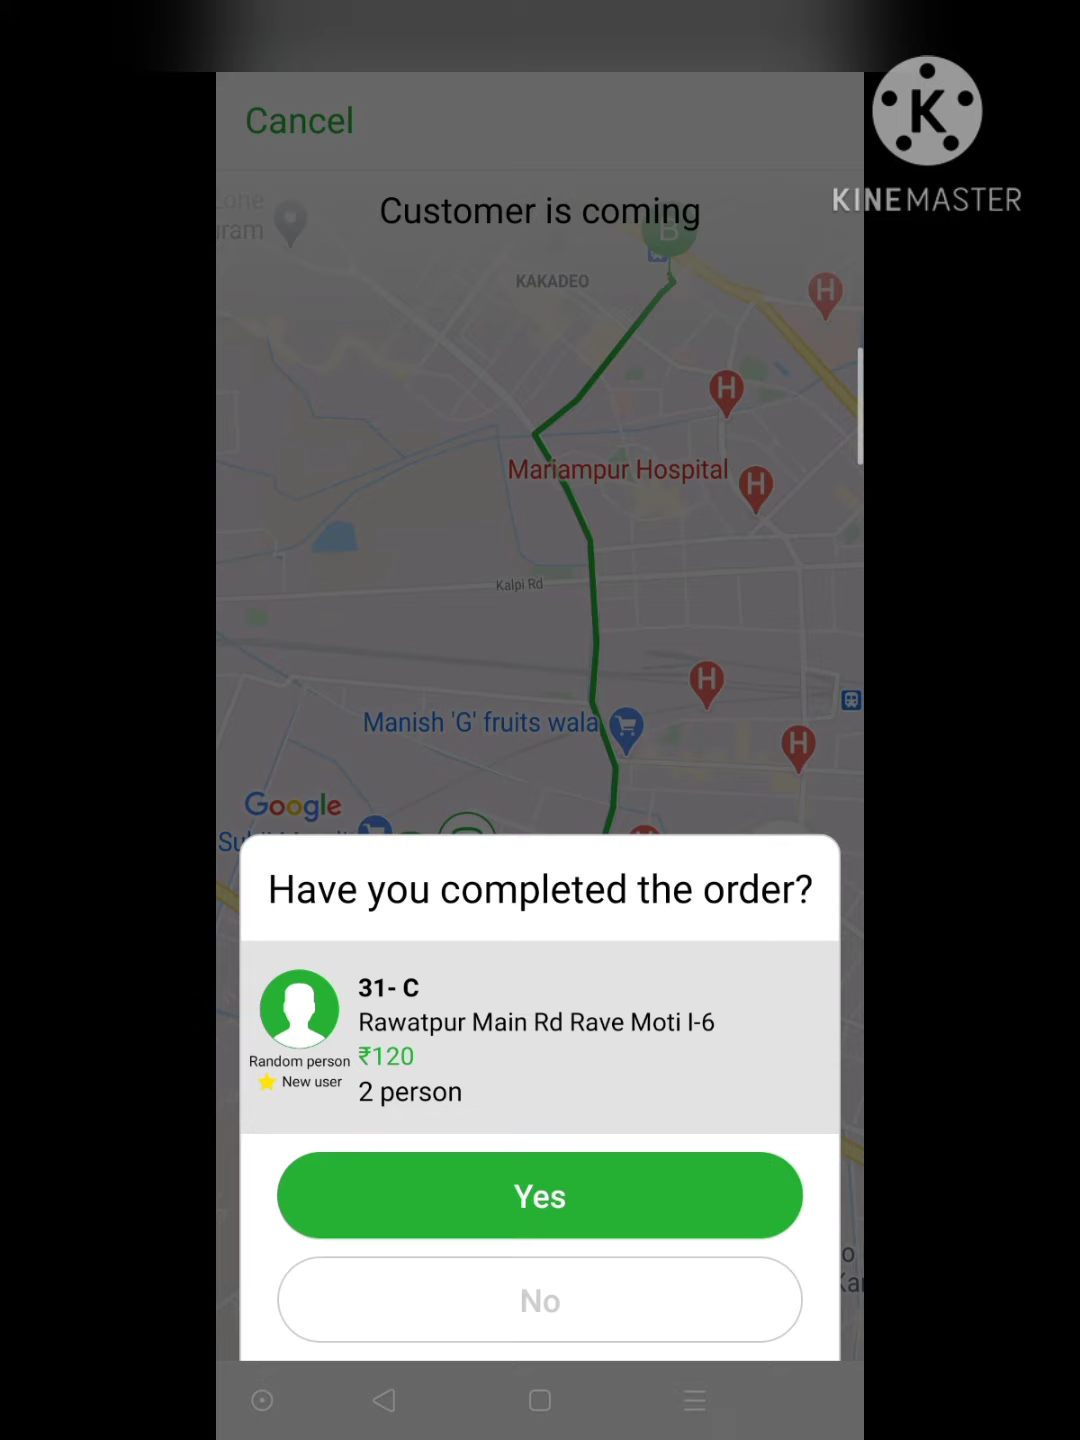 KINEMASTER
Cancel
Customer is coming
B
KAKADEO
H
H
Mariampur Hospital
H
Kalpi Rd
H
Manish 'G' fruits wala
H
Google
Have you completed the order?
31- C
Rawatpur Main Rd Rave Moti I-6
Random person
₹120
New user
2 person
Yes
No